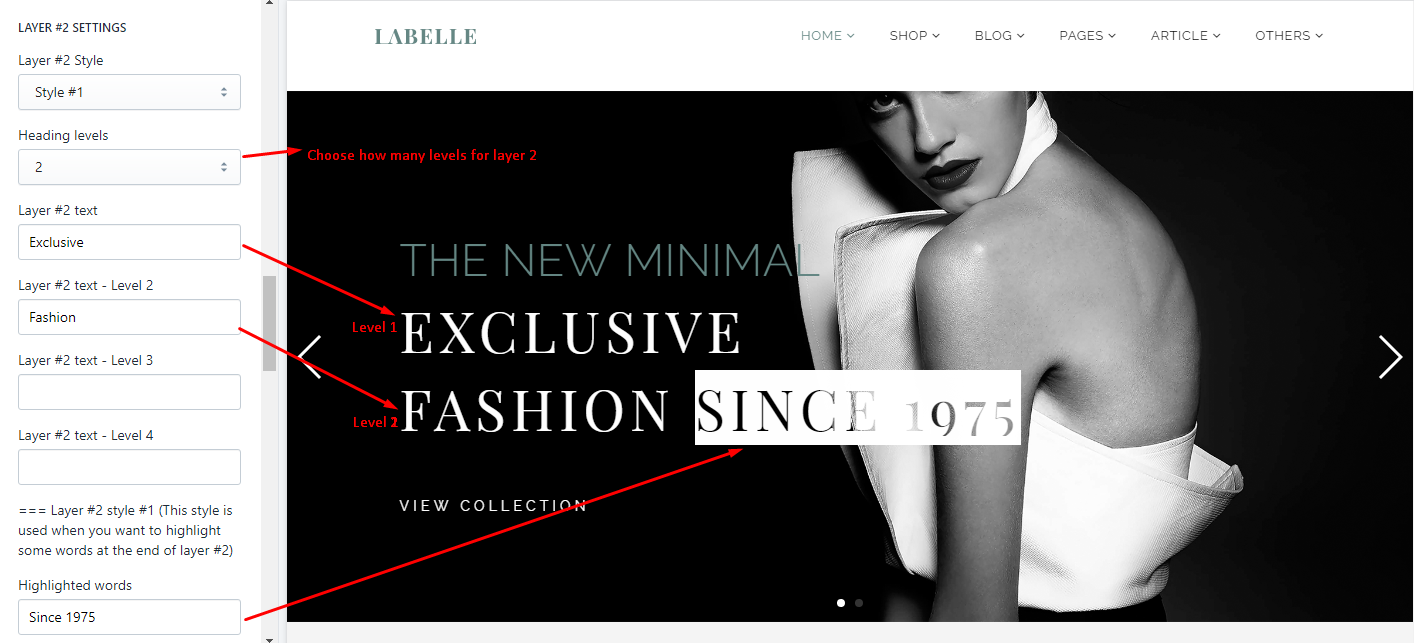 LAYER #2 SETTINGS
Layer #2 Style
Style #1
Heading levels
2
Layer #2 text
Exclusive
Layer #2 text - Level 2
Fashion
Layer #2 text - Level 3
Layer #2 text - Level 4
=== Layer #2 style #1 (This style is
used when you want to highlight
some words at the end of layer #2)
Highlighted words
Since 1975
LABELLE
HOME SHOP BLOG PAGES ARTICLE OTHERS
Choose how many levels for layer 2
THE NEW MINIMAL
Level 1
EXCLUSIVE
Level 2
FASHION SINCE 1975
VIEW COLLECTION